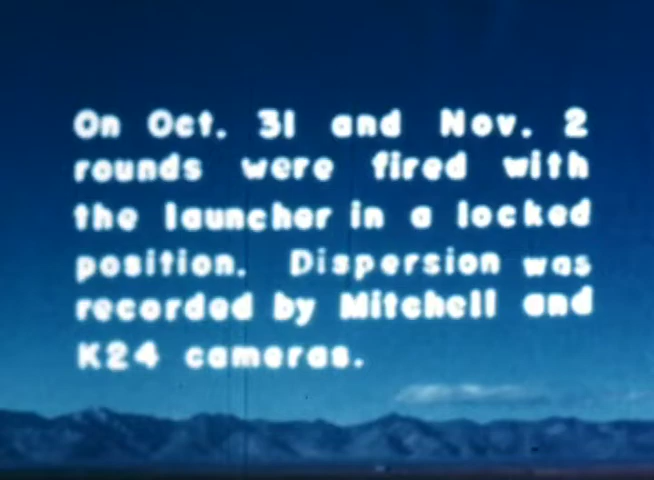 On Oct. 31 and Nov. 2
rounds were fired with
the launcher in a locked
position. Dispersion was
recorded by Mitchell and
K24 cameras.